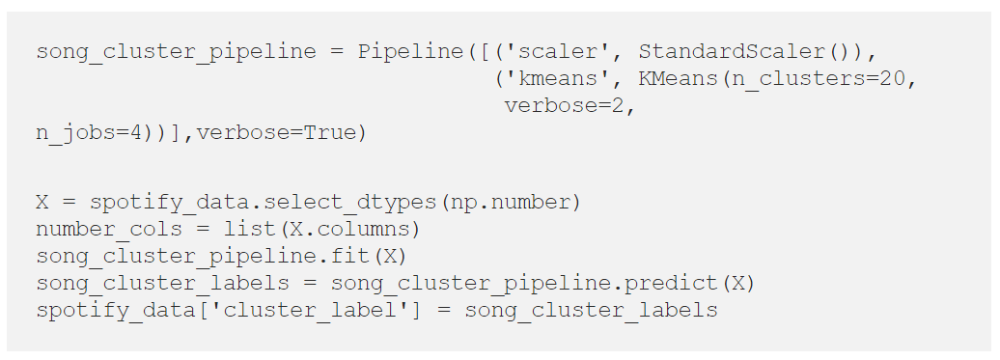 song_cluster_pipeline = Pipeline([('scaler', StandardScaler()),
                                  ('kmeans', KMeans(n_clusters=20,
                                   verbose=2,
n_jobs=4))],verbose=True)

X = spotify_data.select_dtypes(np.number)
number_cols = list(X.columns)
song_cluster_pipeline.fit(X)
song_cluster_labels = song_cluster_pipeline.predict(X)
spotify_data['cluster_label'] = song_cluster_labels